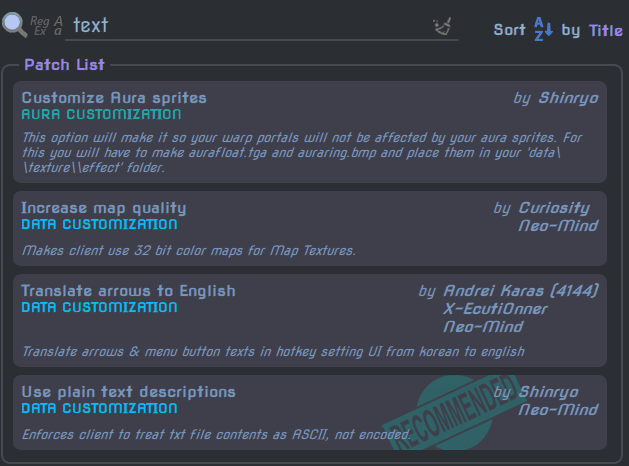 Reg Ex A a text Sort A Z by Title
Patch List
Customize Aura sprites by Shinryo
AURA CUSTOMIZATION
This option will make it so your warp portals will not be affected by your aura sprites. For
this you will have to make aurafloat.tga and auraring.bmp and place them in your 'data\
\texture\\effect' folder.
Increase map quality by Curiosity
DATA CUSTOMIZATION Neo-Mind
Makes client use 32 bit color maps for Map Textures.
Translate arrows to English by Andrei Karas (4144)
DATA CUSTOMIZATION X-EcutiOnner
Neo-Mind
Translate arrows & menu button texts in hotkey setting UI from korean to english
Use plain text descriptions by Shinryo
DATA CUSTOMIZATION Neo-Mind
RECOMMENDED
Enforces client to treat txt file contents as ASCII, not encoded.